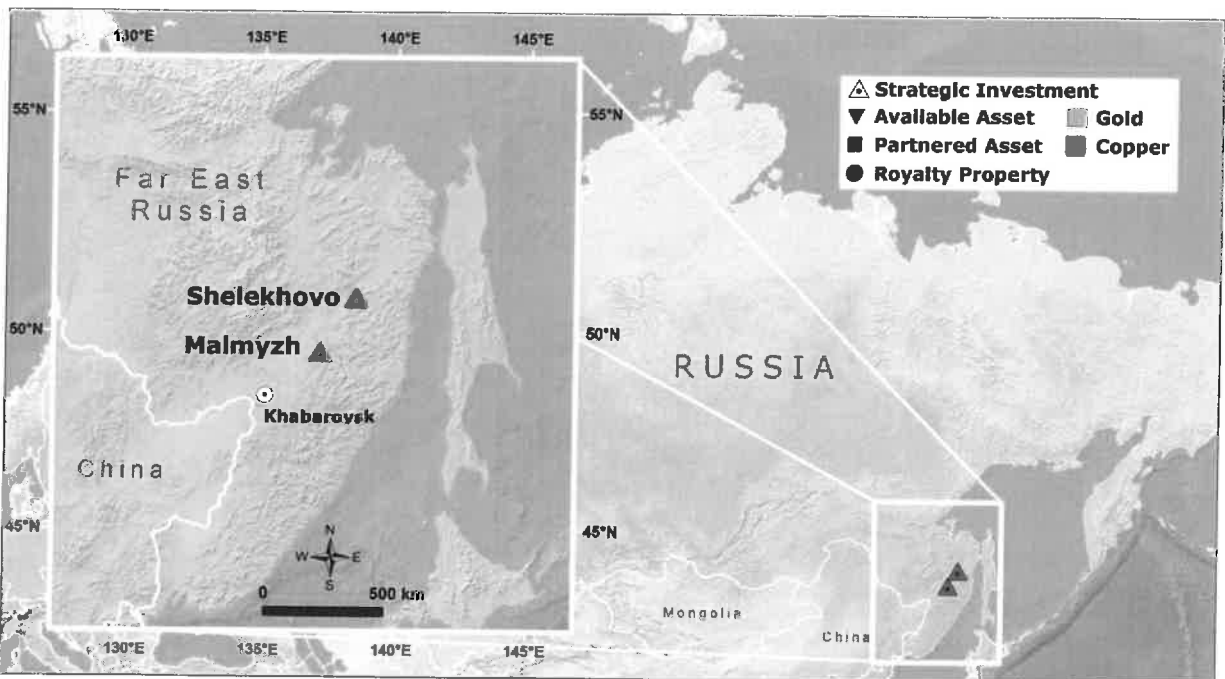 130°E 135°E 140°E 145°E
55°N
55°N
Strategic Investment
Available Asset
Gold
Partnered Asset
Copper
Royalty Property
Far East
Russia
Shelekhovo
50°N
50°N
Malmyzh
RUSSIA
Khabarovsk
China
45°N
45°N
N
W E
S
0 500 km
Mongolia
China
130°E 135°E 140°E 145°E